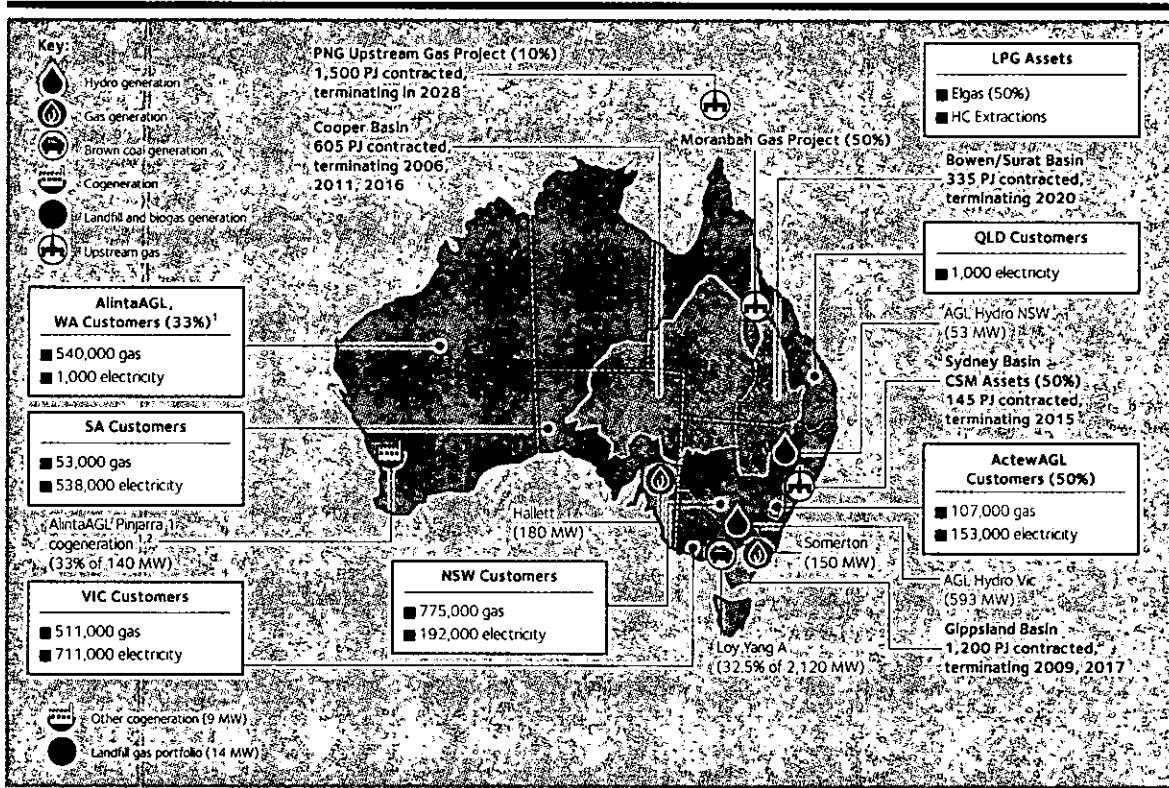 Key:
Hydro generation
Gas generation
Brown coal generation
Cogeneration
Landfill and biogas generation
Upstream gas
PNG Upstream Gas Project (10%)
1,500 PJ contracted,
terminating in 2028
Cooper Basin
605 PJ contracted,
terminating 2006,
2011, 2016
Moranbah Gas Project (50%)
LPG Assets
■ Elgas (50%)
■ HC Extractions
Bowen/Surat Basin
335 PJ contracted,
terminating 2020
QLD Customers
■ 1,000 electricity
AGL Hydro NSW
(53 MW)
Sydney Basin
CSM Assets (50%)
145 PJ contracted,
terminating 2015
ActewAGL
Customers (50%)
■ 107,000 gas
■ 153,000 electricity
AGL Hydro Vic
(593 MW)
Gippsland Basin
1,200 PJ contracted,
terminating 2009, 2017
AlintaAGL,
WA Customers (33%)¹
■ 540,000 gas
■ 1,000 electricity
SA Customers
■ 53,000 gas
■ 538,000 electricity
AlintaAGL Pinjarra 1
cogeneration ¹,²
(33% of 140 MW)
VIC Customers
■ 511,000 gas
■ 711,000 electricity
Hallett
(180 MW)
NSW Customers
■ 775,000 gas
■ 192,000 electricity
Somerton
(150 MW)
Loy Yang A
(32.5% of 2,120 MW)
Other cogeneration (9 MW)
Landfill gas portfolio (14 MW)